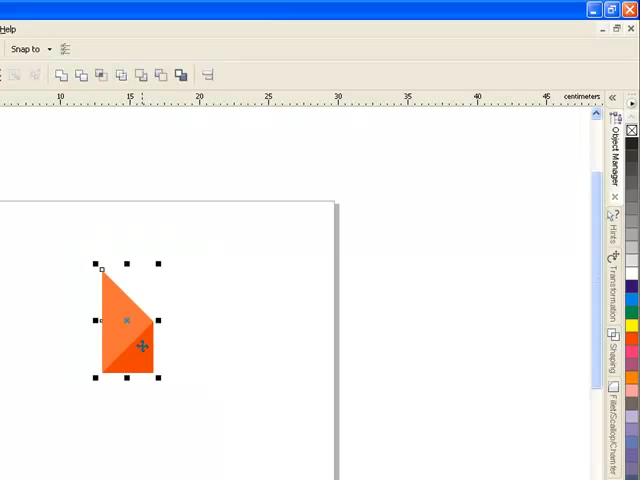 Help
Snap to
10 15 20 25 30 35 40 45 centimeters
Object Manager
Hints
Transformation
Shaping
Fillet/Scallop/Chamfer